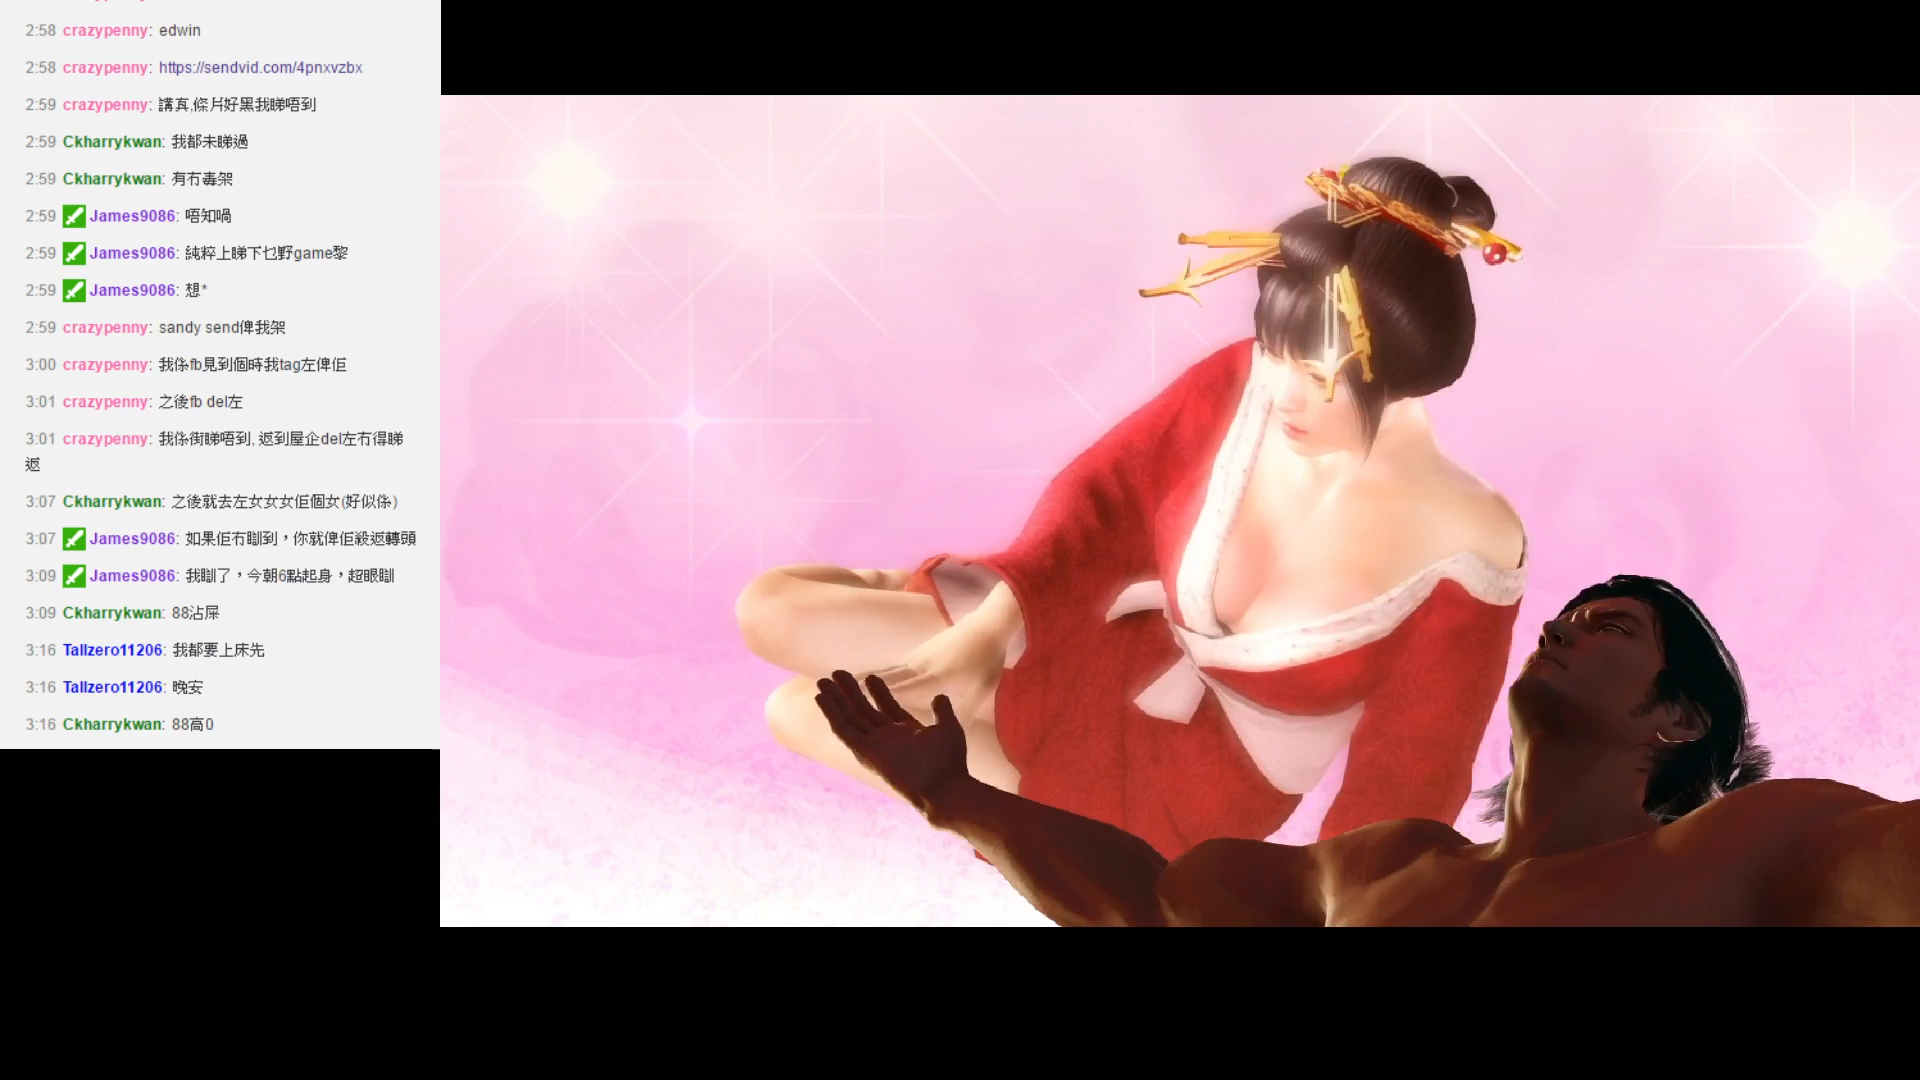 2:58 crazypenny: edwin
2:58 crazypenny: https://sendvid.com/4pnxvzbx
2:59 crazypenny: 講真,條片好黑我睇唔到
2:59 Ckharrykwan: 我都未睇過
2:59 Ckharrykwan: 有冇毒架
2:59 James9086: 唔知喎
2:59 James9086: 純粹上睇下乜野game黎
2:59 James9086: 想*
2:59 crazypenny: sandy send俾我架
3:00 crazypenny: 我係fb見到個時我tag左俾佢
3:01 crazypenny: 之後fb del左
3:01 crazypenny: 我係街睇唔到, 返到屋企del左冇得睇
返
3:07 Ckharrykwan: 之後就去左女女女佢個女(好似係)
3:07 James9086: 如果佢冇瞓到，你就俾佢殺返轉頭
3:09 James9086: 我瞓了，今朝6點起身，超眼瞓
3:09 Ckharrykwan: 88沾屎
3:16 Tallzero11206: 我都要上床先
3:16 Tallzero11206: 晚安
3:16 Ckharrykwan: 88高0